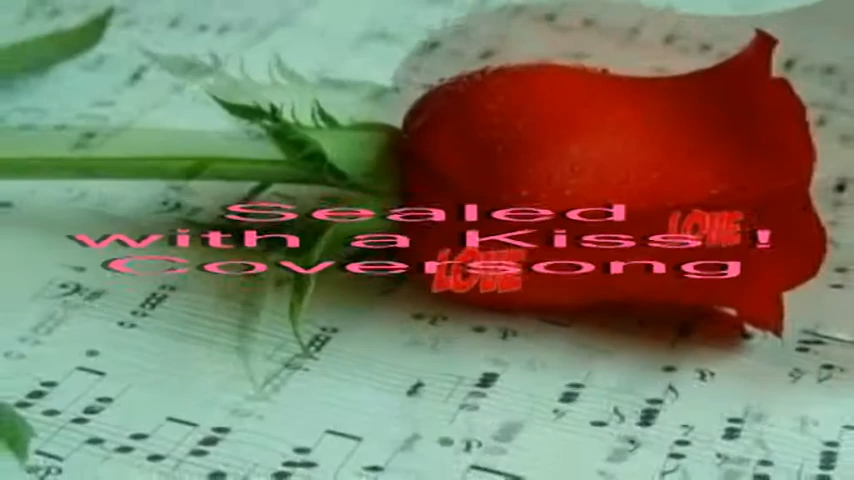 Sealed
with a Kiss !
Coversong
LOVE
LOVE